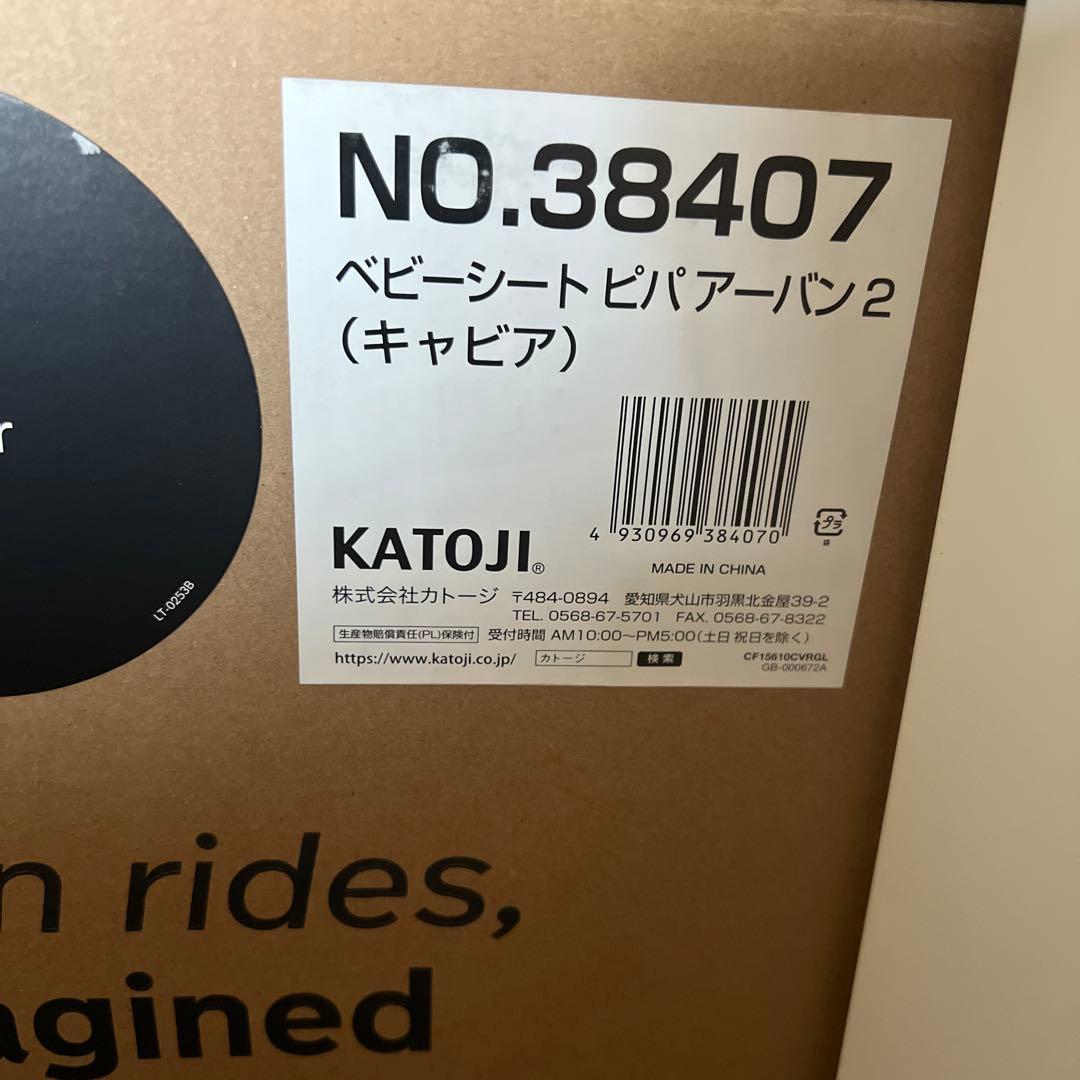 NO.38407
ベビーシート ピパ アーバン 2
(キャビア)
4 930969 384070
プラ
袋
KATOJI®
MADE IN CHINA
株式会社カトージ 〒484-0894 愛知県犬山市羽黒北金屋39-2
TEL. 0568-67-5701 FAX. 0568-67-8322
生産物賠償責任(PL)保険付 受付時間 AM10:00〜PM5:00(土日 祝日を除く)
https://www.katoji.co.jp/ カトージ 検索
CF15610CVRGL
GB-000672A
r
LT-0253B
n rides,
agined